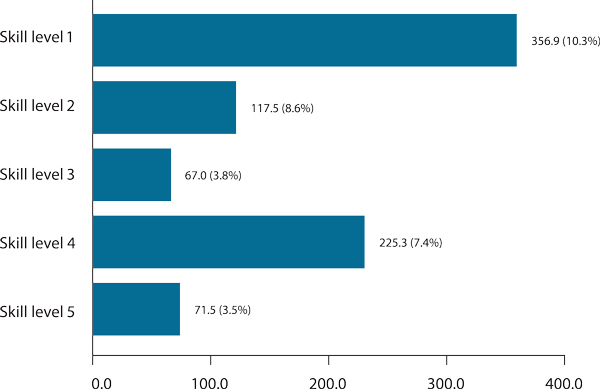 Skill level 1
356.9 (10.3%)
Skill level 2
117.5 (8.6%)
Skill level 3
67.0 (3.8%)
Skill level 4
225.3 (7.4%)
Skill level 5
71.5 (3.5%)
0.0 100.0 200.0 300.0 400.0